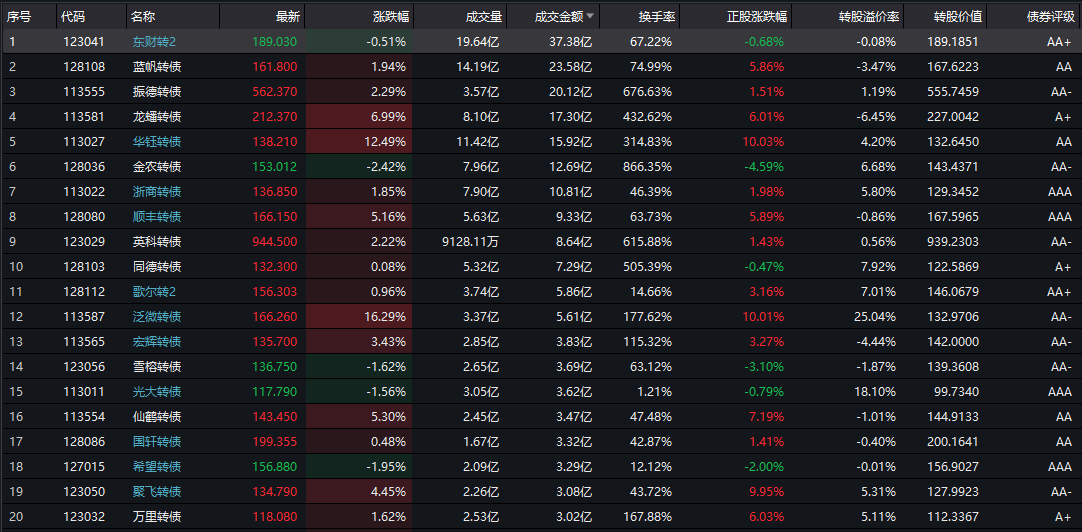 序号 代码 名称 最新 涨跌幅 成交量 成交金额 换手率 正股涨跌幅 转股溢价率 转股价值 债券评级
1 123041 东财转2 189.030 -0.51% 19.64亿 37.38亿 67.22% -0.68% -0.08% 189.1851 AA+
2 128108 蓝帆转债 161.800 1.94% 14.19亿 23.58亿 74.99% 5.86% -3.47% 167.6223 AA
3 113555 振德转债 562.370 2.29% 3.57亿 20.12亿 676.63% 1.51% 1.19% 555.7459 AA-
4 113581 龙蟠转债 212.370 6.99% 8.10亿 17.30亿 432.62% 6.01% -6.45% 227.0042 A+
5 113027 华钰转债 138.210 12.49% 11.42亿 15.92亿 314.83% 10.03% 4.20% 132.6450 AA
6 128036 金农转债 153.012 -2.42% 7.96亿 12.69亿 866.35% -4.59% 6.68% 143.4371 AA-
7 113022 浙商转债 136.850 1.85% 7.90亿 10.81亿 46.39% 1.98% 5.80% 129.3452 AAA
8 128080 顺丰转债 166.150 5.16% 5.63亿 9.33亿 63.73% 5.89% -0.86% 167.5965 AAA
9 123029 英科转债 944.500 2.22% 9128.11万 8.64亿 615.88% 1.43% 0.56% 939.2303 AA-
10 128103 同德转债 132.300 0.08% 5.32亿 7.29亿 505.39% -0.47% 7.92% 122.5869 A+
11 128112 歌尔转2 156.303 0.96% 3.74亿 5.86亿 14.66% 3.16% 7.01% 146.0679 AA+
12 113587 泛微转债 166.260 16.29% 3.37亿 5.61亿 177.62% 10.01% 25.04% 132.9706 AA-
13 113565 宏辉转债 135.700 3.43% 2.85亿 3.83亿 115.32% 3.27% -4.44% 142.0000 AA-
14 123056 雪榕转债 136.750 -1.62% 2.65亿 3.69亿 63.12% -3.10% -1.87% 139.3608 AA-
15 113011 光大转债 117.790 -1.56% 3.05亿 3.62亿 1.21% -0.79% 18.10% 99.7340 AAA
16 113554 仙鹤转债 143.450 5.30% 2.45亿 3.47亿 47.48% 7.19% -1.01% 144.9133 AA
17 128086 国轩转债 199.355 0.48% 1.67亿 3.32亿 42.87% 1.41% -0.40% 200.1641 AA
18 127015 希望转债 156.880 -1.95% 2.09亿 3.29亿 12.12% -2.00% -0.01% 156.9027 AAA
19 123050 聚飞转债 134.790 4.45% 2.26亿 3.08亿 43.72% 9.95% 5.31% 127.9923 AA-
20 123032 万里转债 118.080 1.62% 2.53亿 3.02亿 167.88% 6.03% 5.11% 112.3367 A+